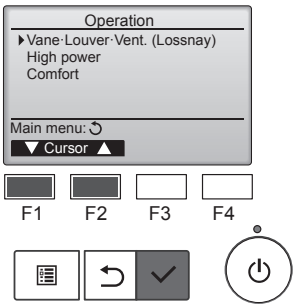 Operation
Vane·Louver·Vent. (Lossnay)
High power
Comfort
Main menu:
Cursor
F1 F2 F3 F4